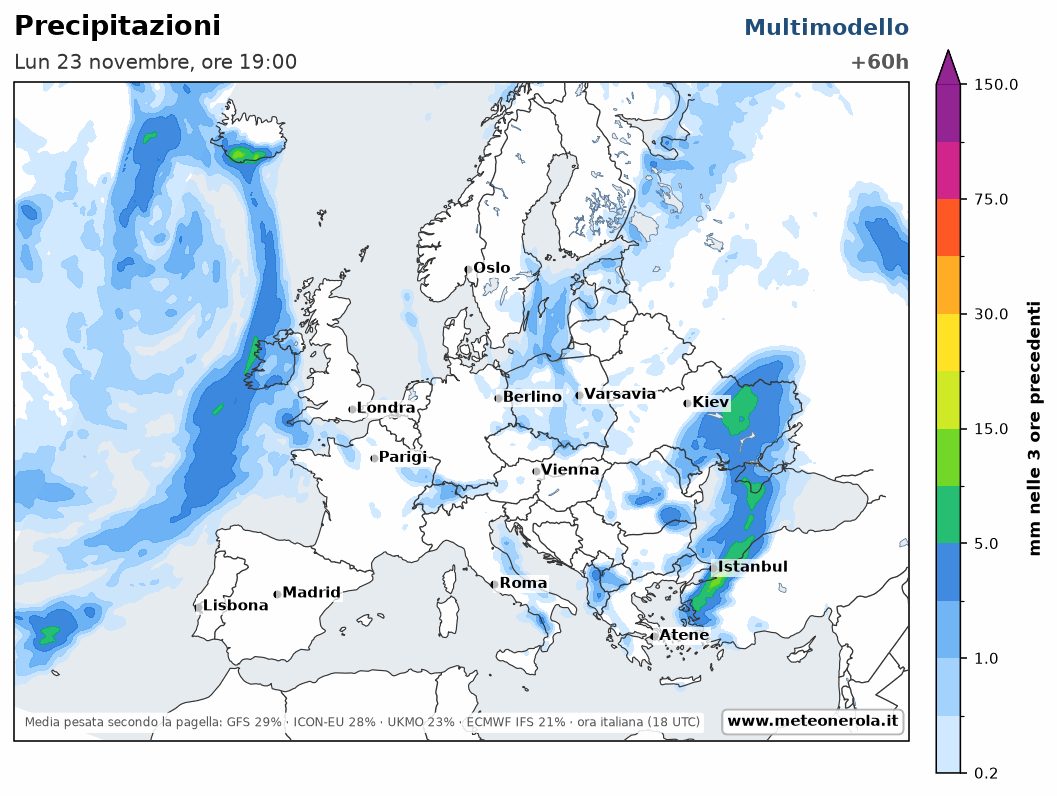 Precipitazioni
Multimodello
Lun 23 novembre, ore 19:00
+60h
150.0
75.0
30.0
15.0
5.0
1.0
0.2
mm nelle 3 ore precedenti
Oslo
Berlino
Varsavia
Kiev
Londra
Parigi
Vienna
Istanbul
Roma
Madrid
Lisbona
Atene
Media pesata secondo la pagella: GFS 29% · ICON-EU 28% · UKMO 23% · ECMWF IFS 21% · ora italiana (18 UTC)
www.meteonerola.it